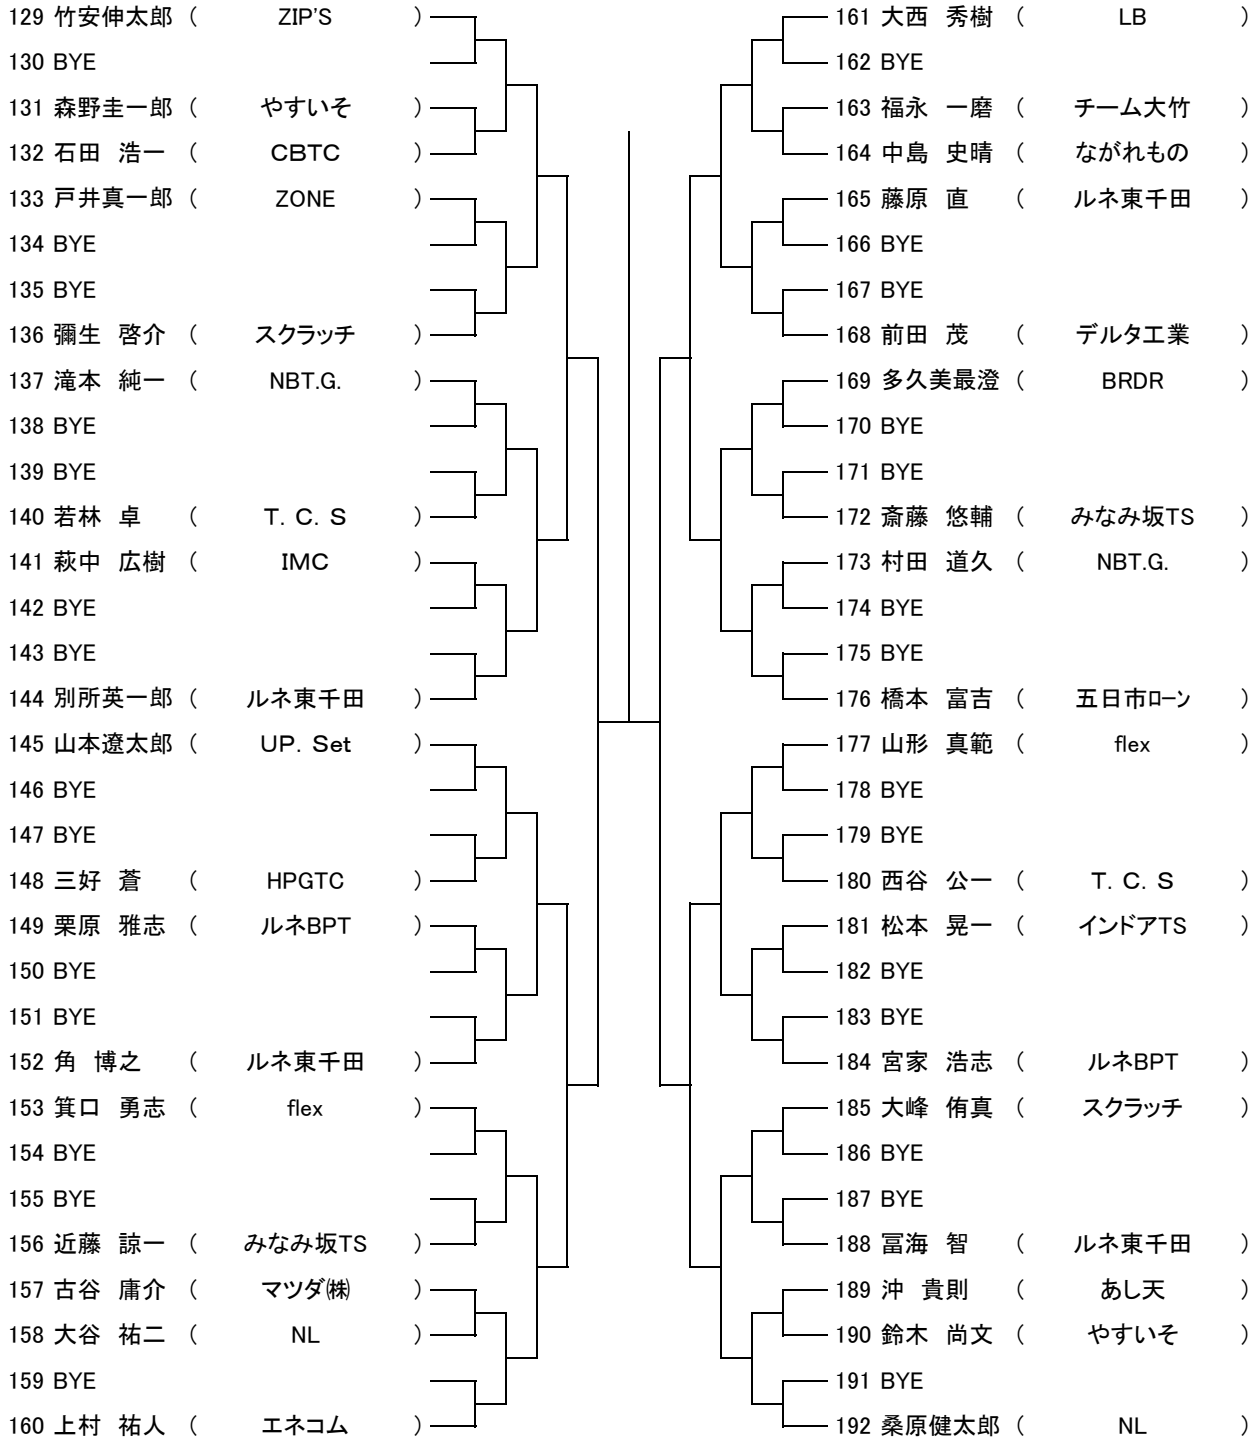 129 竹安伸太郎 ( ZIP'S )
130 BYE
131 森野圭一郎 ( やすいそ )
132 石田 浩一 ( CBTC )
133 戸井真一郎 ( ZONE )
134 BYE
135 BYE
136 彌生 啓介 ( スクラッチ )
137 滝本 純一 ( NBT.G. )
138 BYE
139 BYE
140 若林 卓 ( T. C. S )
141 萩中 広樹 ( IMC )
142 BYE
143 BYE
144 別所英一郎 ( ルネ東千田 )
145 山本遼太郎 ( UP. Set )
146 BYE
147 BYE
148 三好 蒼 ( HPGTC )
149 栗原 雅志 ( ルネBPT )
150 BYE
151 BYE
152 角 博之 ( ルネ東千田 )
153 箕口 勇志 ( flex )
154 BYE
155 BYE
156 近藤 諒一 ( みなみ坂TS )
157 古谷 庸介 ( マツダ㈱ )
158 大谷 祐二 ( NL )
159 BYE
160 上村 祐人 ( エネコム )
161 大西 秀樹 ( LB )
162 BYE
163 福永 一磨 ( チーム大竹 )
164 中島 史晴 ( ながれもの )
165 藤原 直 ( ルネ東千田 )
166 BYE
167 BYE
168 前田 茂 ( デルタ工業 )
169 多久美最澄 ( BRDR )
170 BYE
171 BYE
172 斎藤 悠輔 ( みなみ坂TS )
173 村田 道久 ( NBT.G. )
174 BYE
175 BYE
176 橋本 富吉 ( 五日市ﾛｰﾝ )
177 山形 真範 ( flex )
178 BYE
179 BYE
180 西谷 公一 ( T. C. S )
181 松本 晃一 ( インドアTS )
182 BYE
183 BYE
184 宮家 浩志 ( ルネBPT )
185 大峰 侑真 ( スクラッチ )
186 BYE
187 BYE
188 冨海 智 ( ルネ東千田 )
189 沖 貴則 ( あし天 )
190 鈴木 尚文 ( やすいそ )
191 BYE
192 桑原健太郎 ( NL )